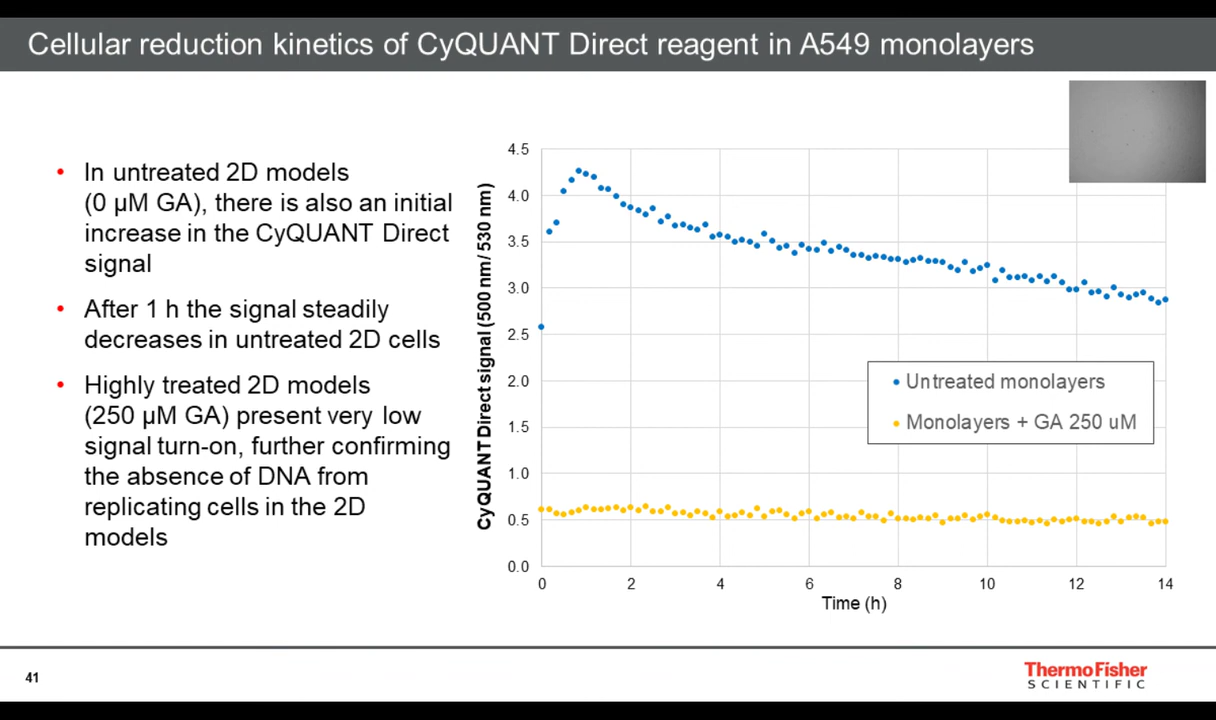 Cellular reduction kinetics of CyQUANT Direct reagent in A549 monolayers
• In untreated 2D models
(0 µM GA), there is also an initial
increase in the CyQUANT Direct
signal
• After 1 h the signal steadily
decreases in untreated 2D cells
• Highly treated 2D models
(250 µM GA) present very low
signal turn-on, further confirming
the absence of DNA from
replicating cells in the 2D
models
CyQUANT Direct signal (500 nm/ 530 nm)
4.5
4.0
3.5
3.0
2.5
2.0
1.5
1.0
0.5
0.0
Untreated monolayers
Monolayers + GA 250 uM
0 2 4 6 8 10 12 14
Time (h)
41
ThermoFisher
SCIENTIFIC